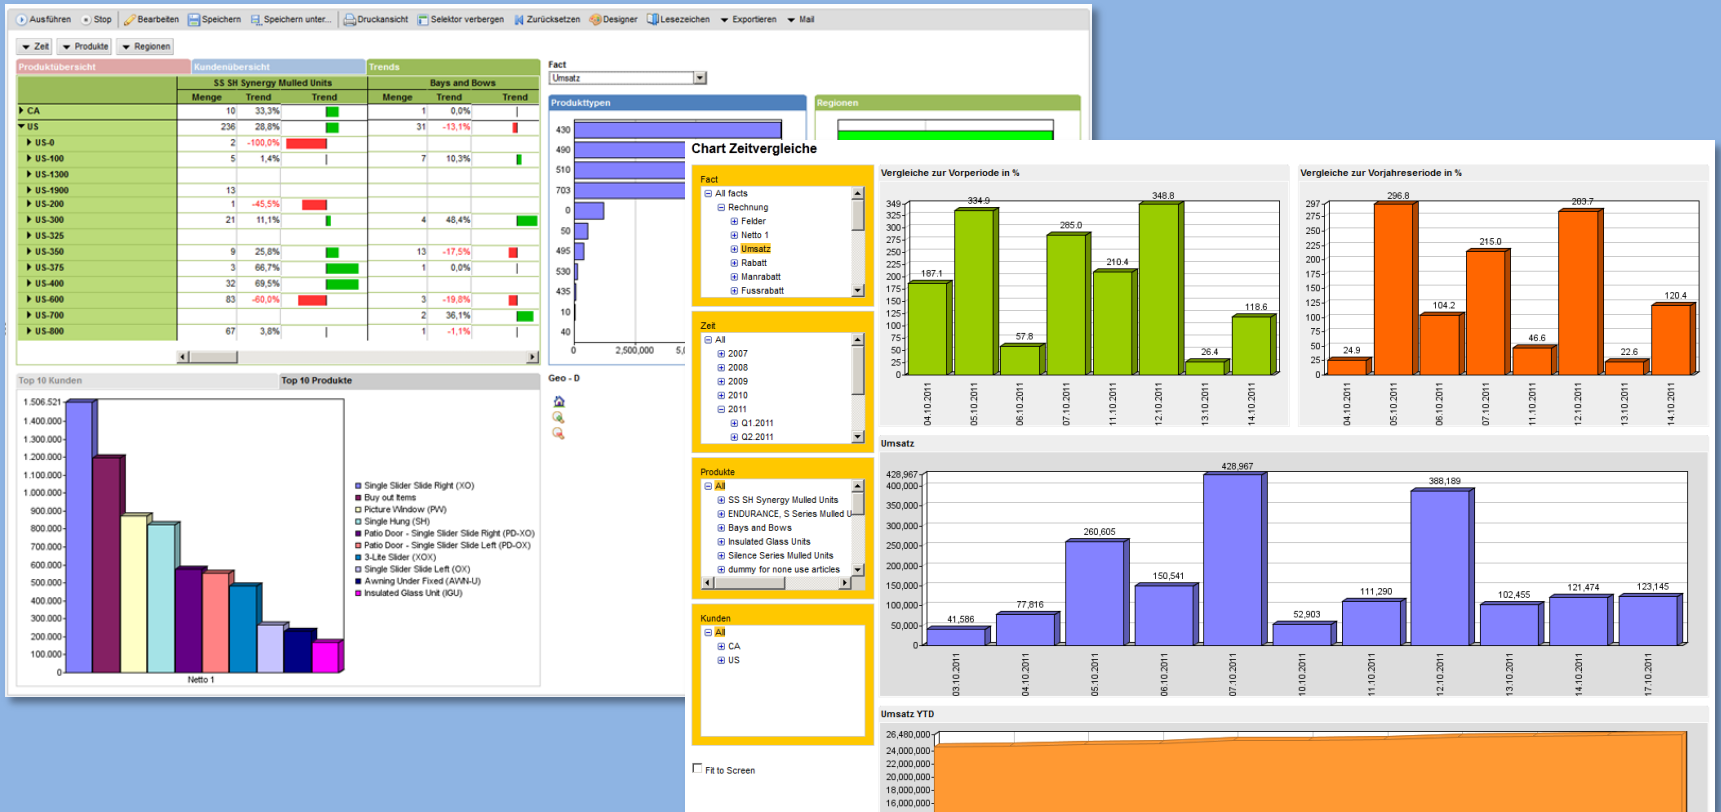 Ausführen Stop Bearbeiten Speichern Speichern unter... Druckansicht Selektor verbergen Zurücksetzen Designer Lesezeichen Exportieren Mail
Zeit Produkte Regionen
Produktübersicht Kundenübersicht Trends
SS SH Synergy Mulled Units Bays and Bows
Menge Trend Trend Menge Trend Trend
CA 10 33,3% 1 0,0%
US 236 28,8% 31 -13,1%
US-0 2 -100,0%
US-100 5 1,4% 7 10,3%
US-1300
US-1900 13
US-200 1 -45,5%
US-300 21 11,1% 4 48,4%
US-325
US-350 9 25,8% 13 -17,5%
US-375 3 66,7% 1 0,0%
US-400 32 69,5%
US-600 83 -60,0% 3 -19,8%
US-700 2 36,1%
US-800 67 3,8% 1 -1,1%
Fact
Umsatz
Produkttypen
430
490
510
703
0
50
495
530
435
10
40
0 2,500,000 5,
Regionen
Top 10 Kunden Top 10 Produkte
1.506.521
1.400.000
1.300.000
1.200.000
1.100.000
1.000.000
900.000
800.000
700.000
600.000
500.000
400.000
300.000
200.000
100.000
0
Netto 1
Single Slider Slide Right (XO)
Buy out Items
Picture Window (PW)
Single Hung (SH)
Patio Door - Single Slider Slide Right (PD-XO)
Patio Door - Single Slider Slide Left (PD-OX)
3-Lite Slider (XOX)
Single Slider Slide Left (OX)
Awning Under Fixed (AWN-U)
Insulated Glass Unit (IGU)
Geo - D
Chart Zeitvergleiche
Fact
All facts
Rechnung
Felder
Netto 1
Umsatz
Rabatt
Manrabatt
Fussrabatt
Zeit
All
2007
2008
2009
2010
2011
Q1.2011
Q2.2011
Produkte
All
SS SH Synergy Mulled Units
ENDURANCE, S Series Mulled U
Bays and Bows
Insulated Glass Units
Silence Series Mulled Units
dummy for none use articles
Kunden
All
CA
US
Fit to Screen
Vergleiche zur Vorperiode in %
349
325
300
275
250
225
200
175
150
125
100
75
50
25
0
187.1 334.9 57.8 285.0 210.4 348.8 26.4 118.6
04.10.2011 05.10.2011 06.10.2011 07.10.2011 11.10.2011 12.10.2011 13.10.2011 14.10.2011
Vergleiche zur Vorjahreseriode in %
297
275
250
225
200
175
150
125
100
75
50
25
0
24.9 296.8 104.2 215.0 46.6 283.7 22.6 120.4
04.10.2011 05.10.2011 06.10.2011 07.10.2011 11.10.2011 12.10.2011 13.10.2011 14.10.2011
Umsatz
428,967
400,000
350,000
300,000
250,000
200,000
150,000
100,000
50,000
0
41,586 77,816 260,605 150,541 428,967 52,903 111,290 388,189 102,455 121,474 123,145
03.10.2011 04.10.2011 05.10.2011 06.10.2011 07.10.2011 10.10.2011 11.10.2011 12.10.2011 13.10.2011 14.10.2011 17.10.2011
Umsatz YTD
26,480,000
24,000,000
22,000,000
20,000,000
18,000,000
16,000,000